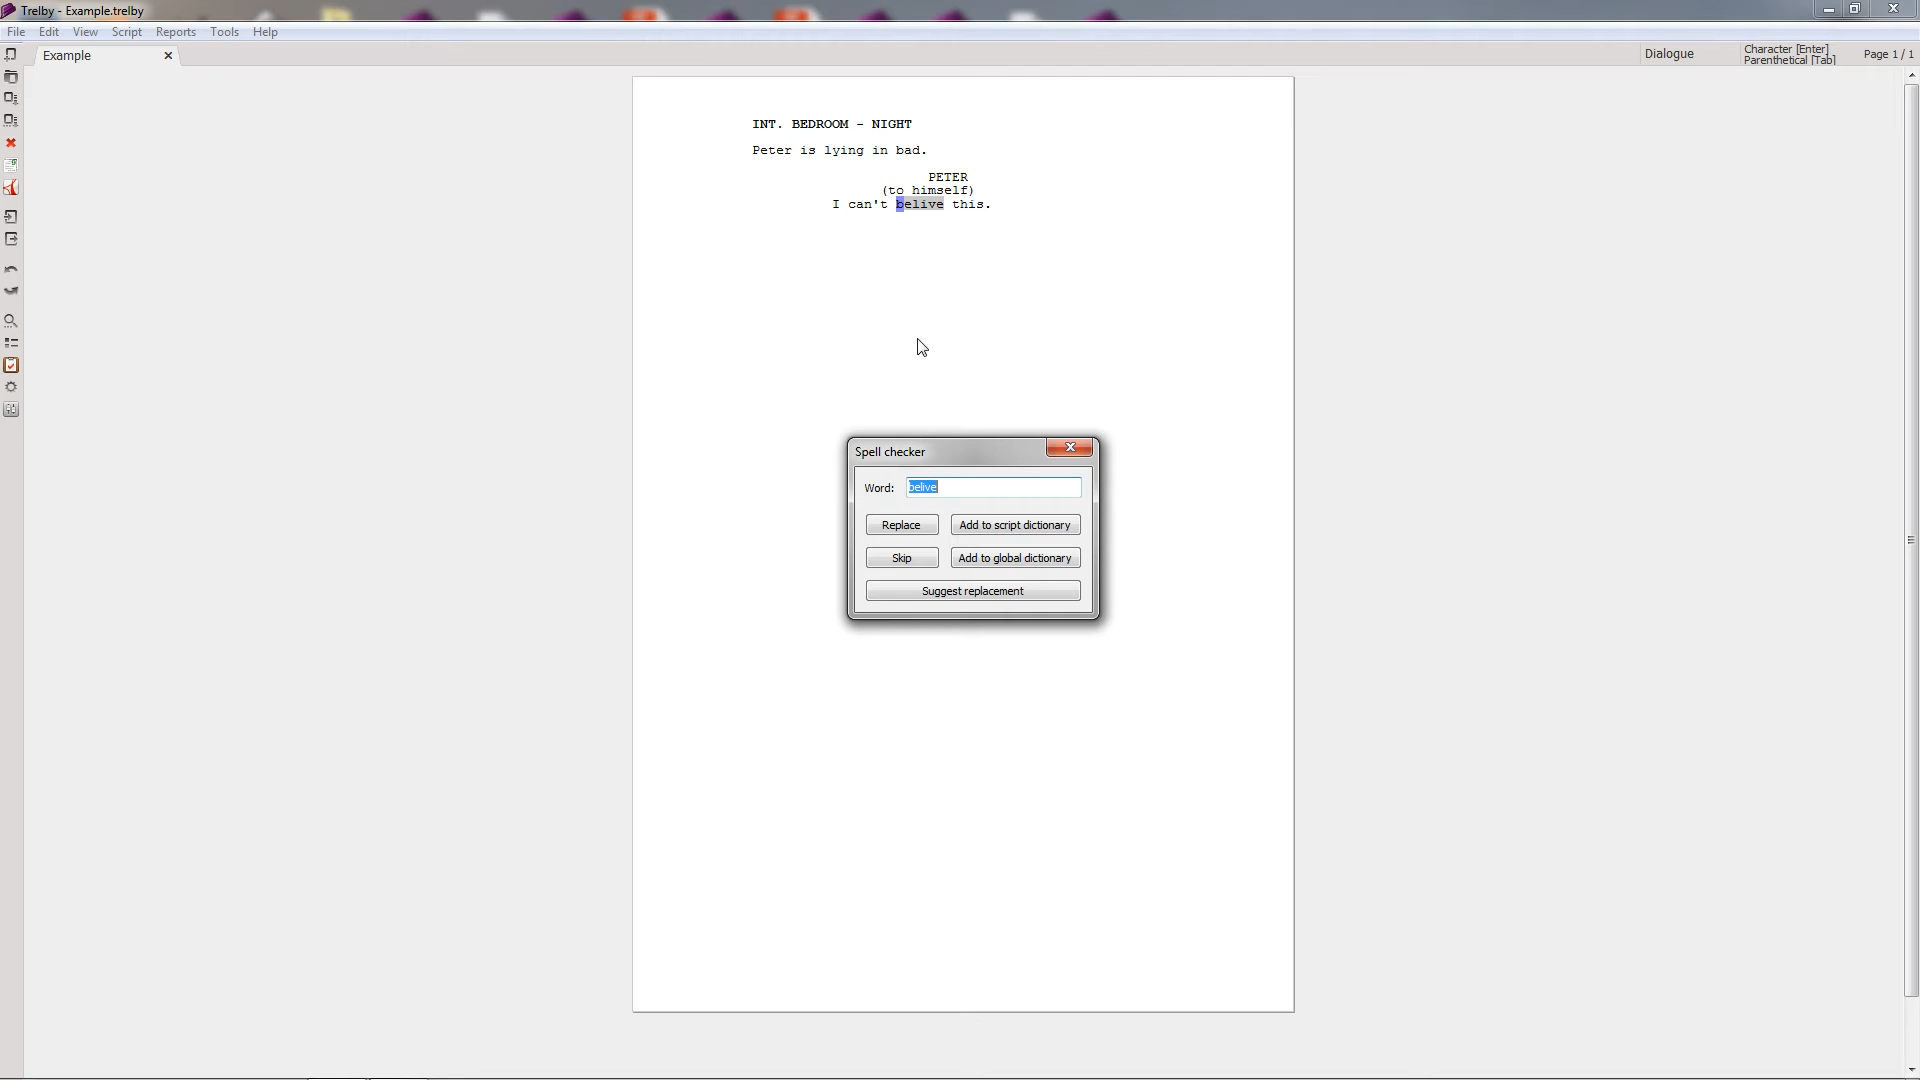 Trelby - Example.trelby
File Edit View Script Reports Tools Help
Example
Dialogue
Character [Enter]
Parenthetical [Tab]
Page 1 / 1
INT. BEDROOM - NIGHT
Peter is lying in bad.
PETER
(to himself)
I can't belive this.
Spell checker
Word: belive
Replace Add to script dictionary
Skip Add to global dictionary
Suggest replacement